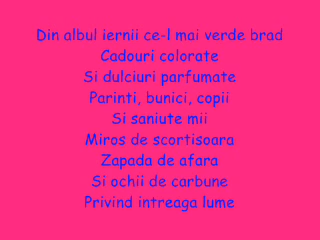 Din albul iernii ce-l mai verde brad
Cadouri colorate
Si dulciuri parfumate
Parinti, bunici, copii
Si saniute mii
Miros de scortisoara
Zapada de afara
Si ochii de carbune
Privind intreaga lume